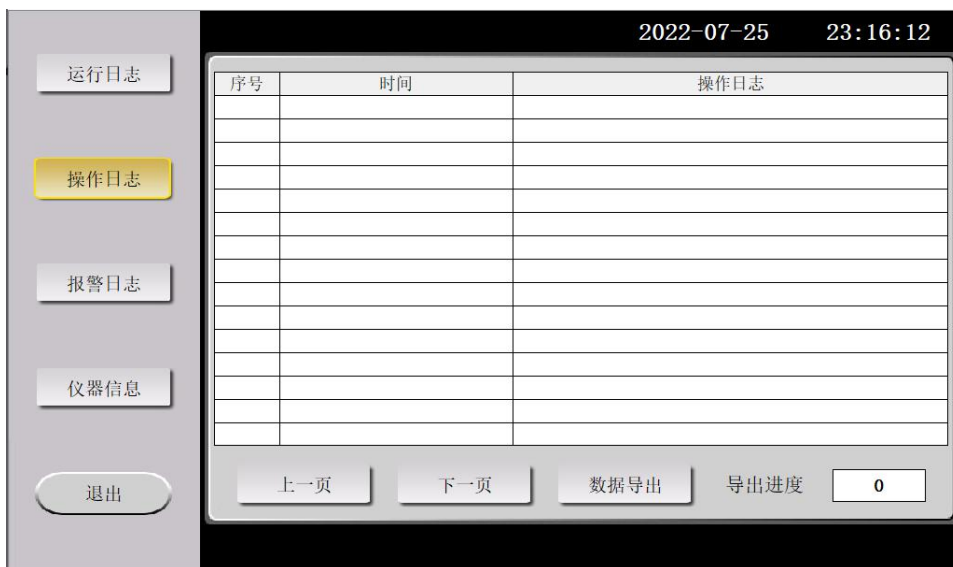 2022-07-25 23:16:12
运行日志
操作日志
报警日志
仪器信息
退出
序号 时间 操作日志
上一页 下一页 数据导出 导出进度 0